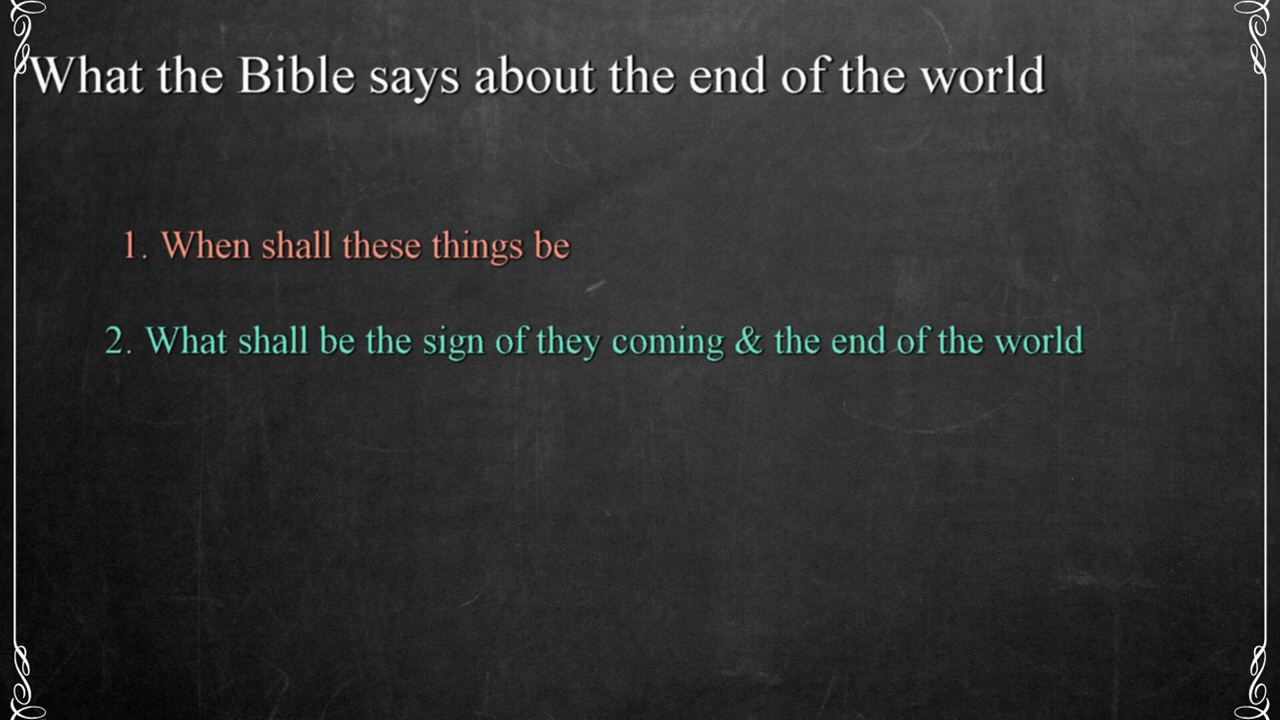 What the Bible says about the end of the world
1. When shall these things be
2. What shall be the sign of they coming & the end of the world